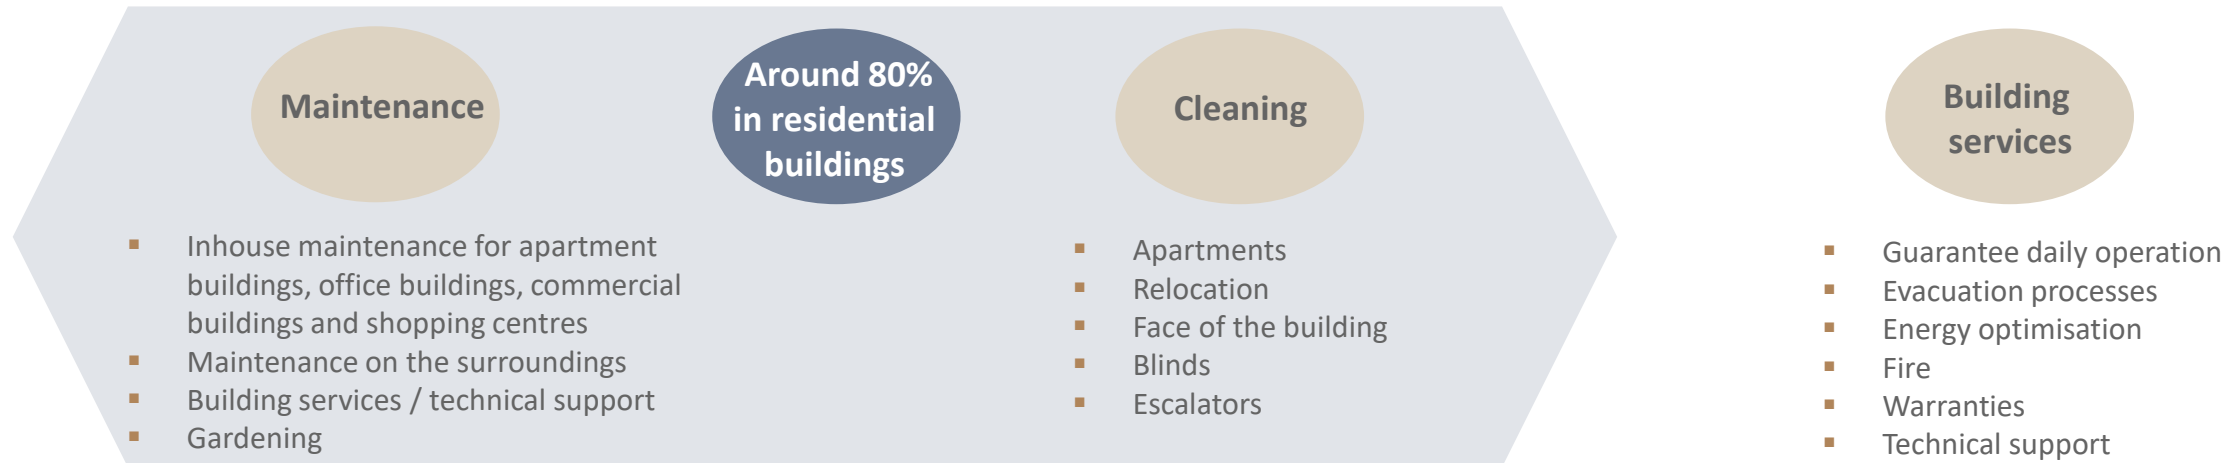 Maintenance
Around 80%
in residential
buildings
Cleaning
Building
services
▪ Inhouse maintenance for apartment
buildings, office buildings, commercial
buildings and shopping centres
▪ Maintenance on the surroundings
▪ Building services / technical support
▪ Gardening
▪ Apartments
▪ Relocation
▪ Face of the building
▪ Blinds
▪ Escalators
▪ Guarantee daily operation
▪ Evacuation processes
▪ Energy optimisation
▪ Fire
▪ Warranties
▪ Technical support